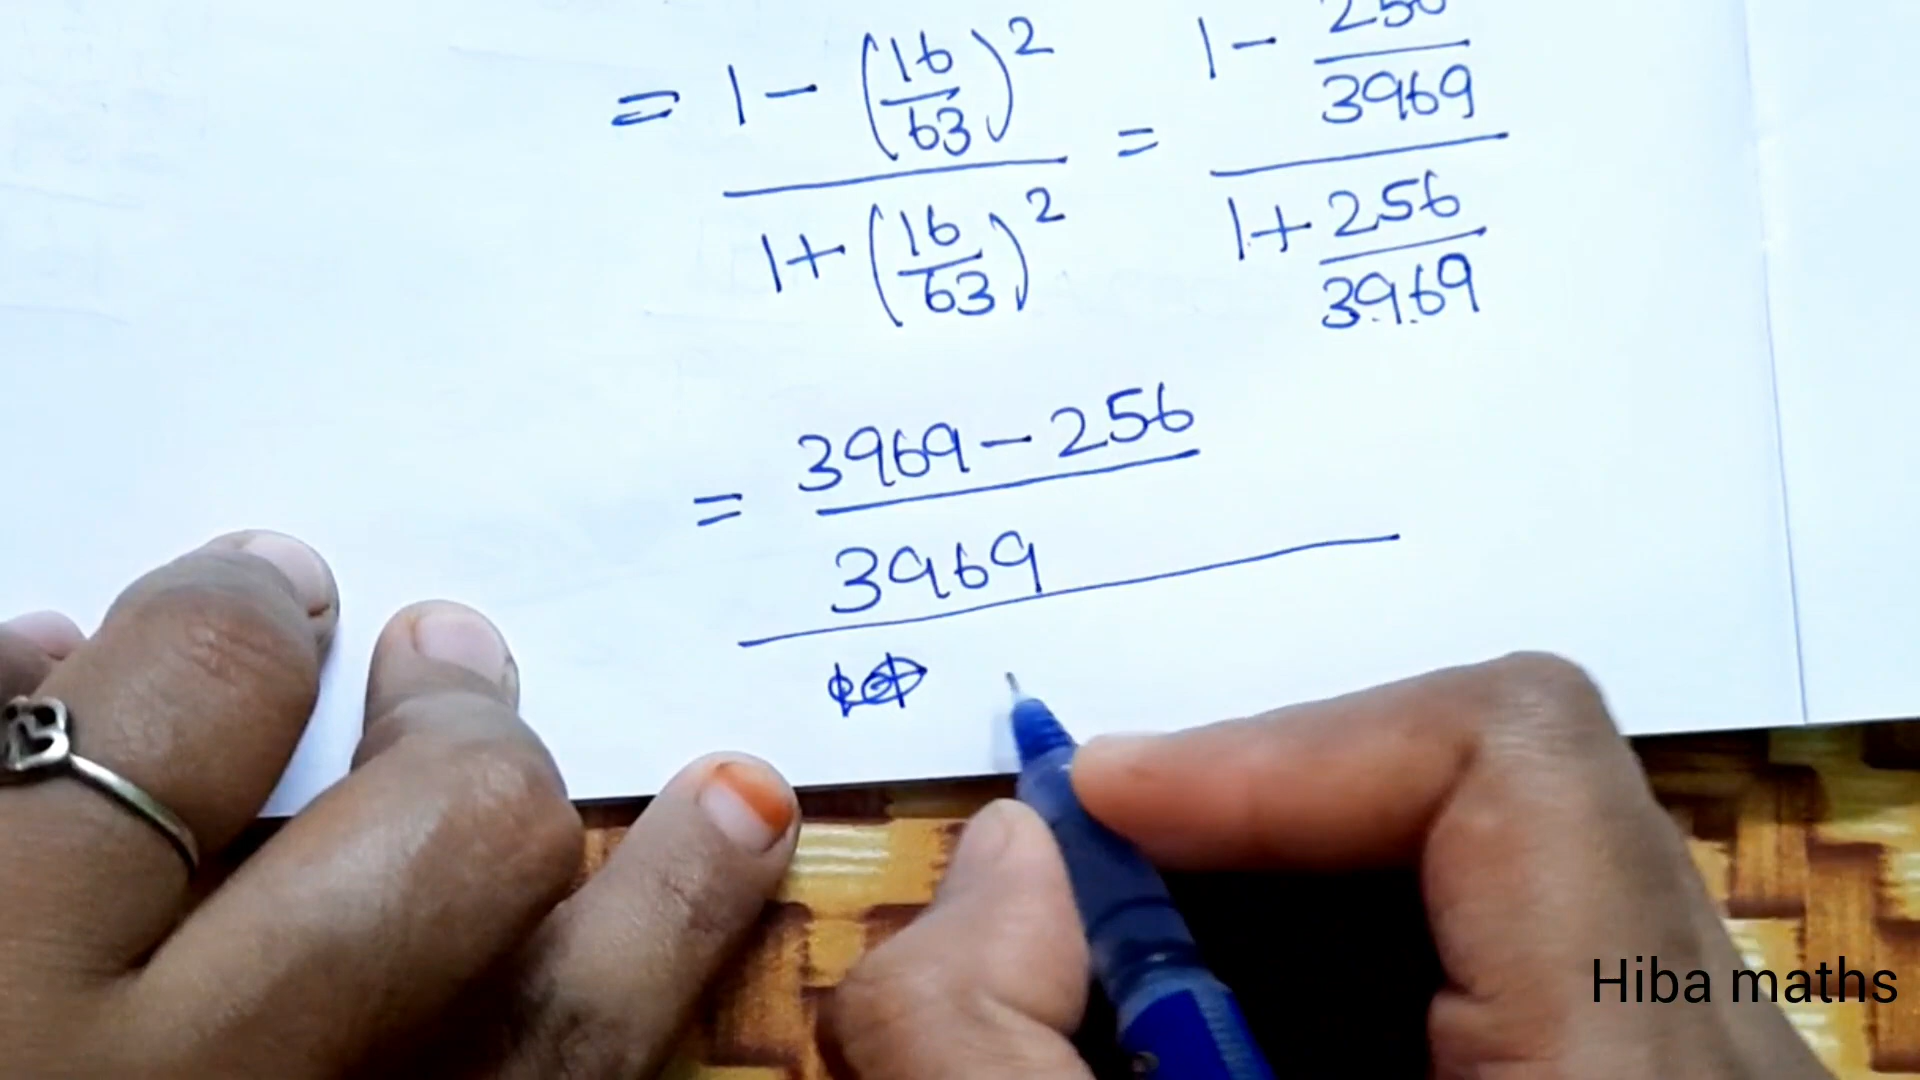 = 1 - (16/63)² / 1 + (16/63)² = 1 - 256/3969 / 1 + 256/3969
= 3969 - 256 / 3969
Hiba maths